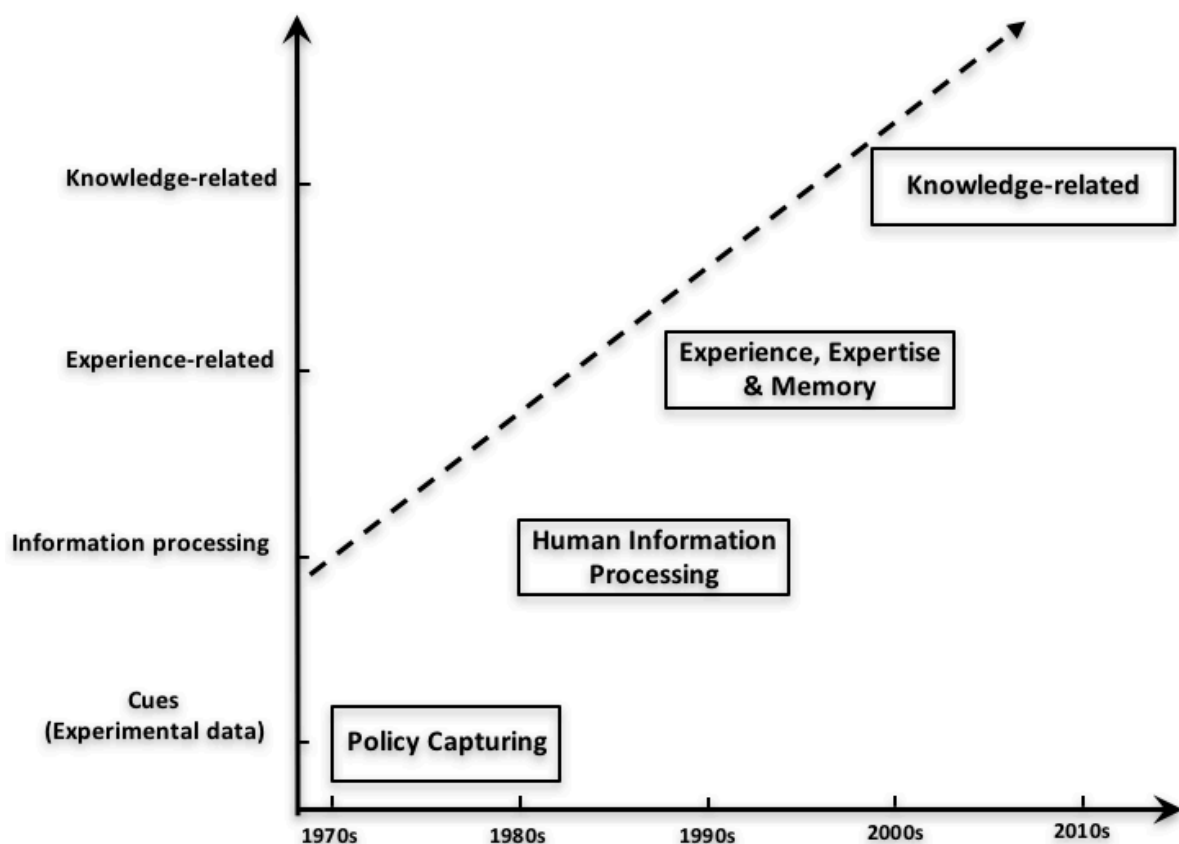 Knowledge-related
Knowledge-related
Experience-related
Experience, Expertise
& Memory
Information processing
Human Information
Processing
Cues
(Experimental data)
Policy Capturing
1970s
1980s
1990s
2000s
2010s